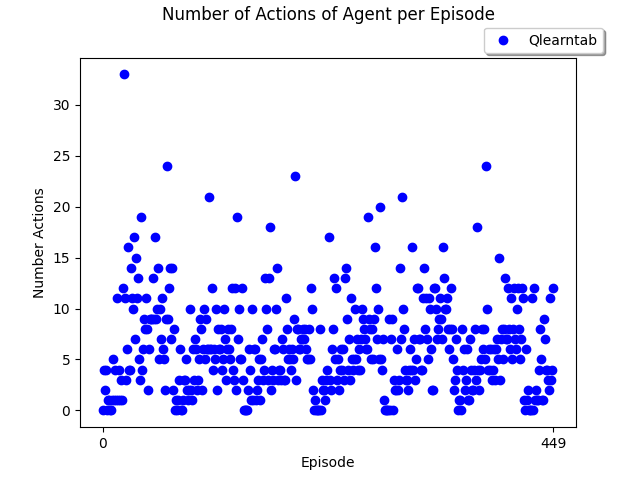 Number of Actions of Agent per Episode
Qlearntab
30
25
20
15
10
5
0
Number Actions
0
449
Episode